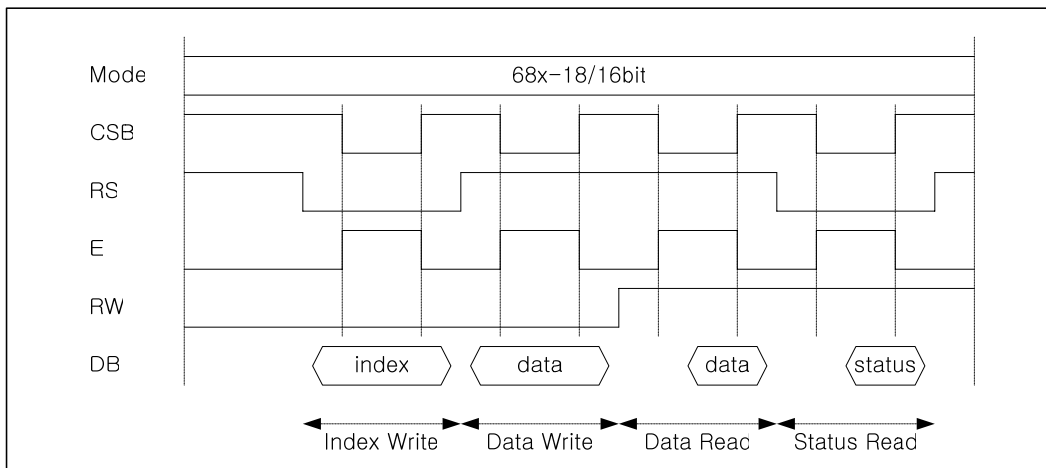 Mode 68x-18/16bit
CSB
RS
E
RW
DB index data data status
Index Write Data Write Data Read Status Read